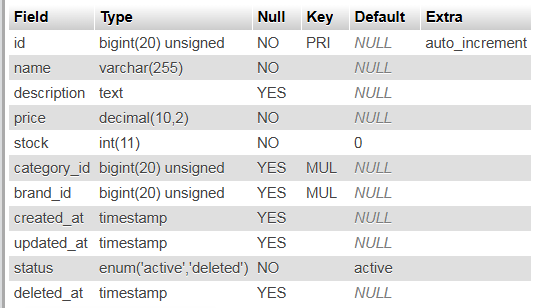 Field Type Null Key Default Extra
id bigint(20) unsigned NO PRI NULL auto_increment
name varchar(255) NO NULL
description text YES NULL
price decimal(10,2) NO NULL
stock int(11) NO 0
category_id bigint(20) unsigned YES MUL NULL
brand_id bigint(20) unsigned YES MUL NULL
created_at timestamp YES NULL
updated_at timestamp YES NULL
status enum('active','deleted') NO active
deleted_at timestamp YES NULL